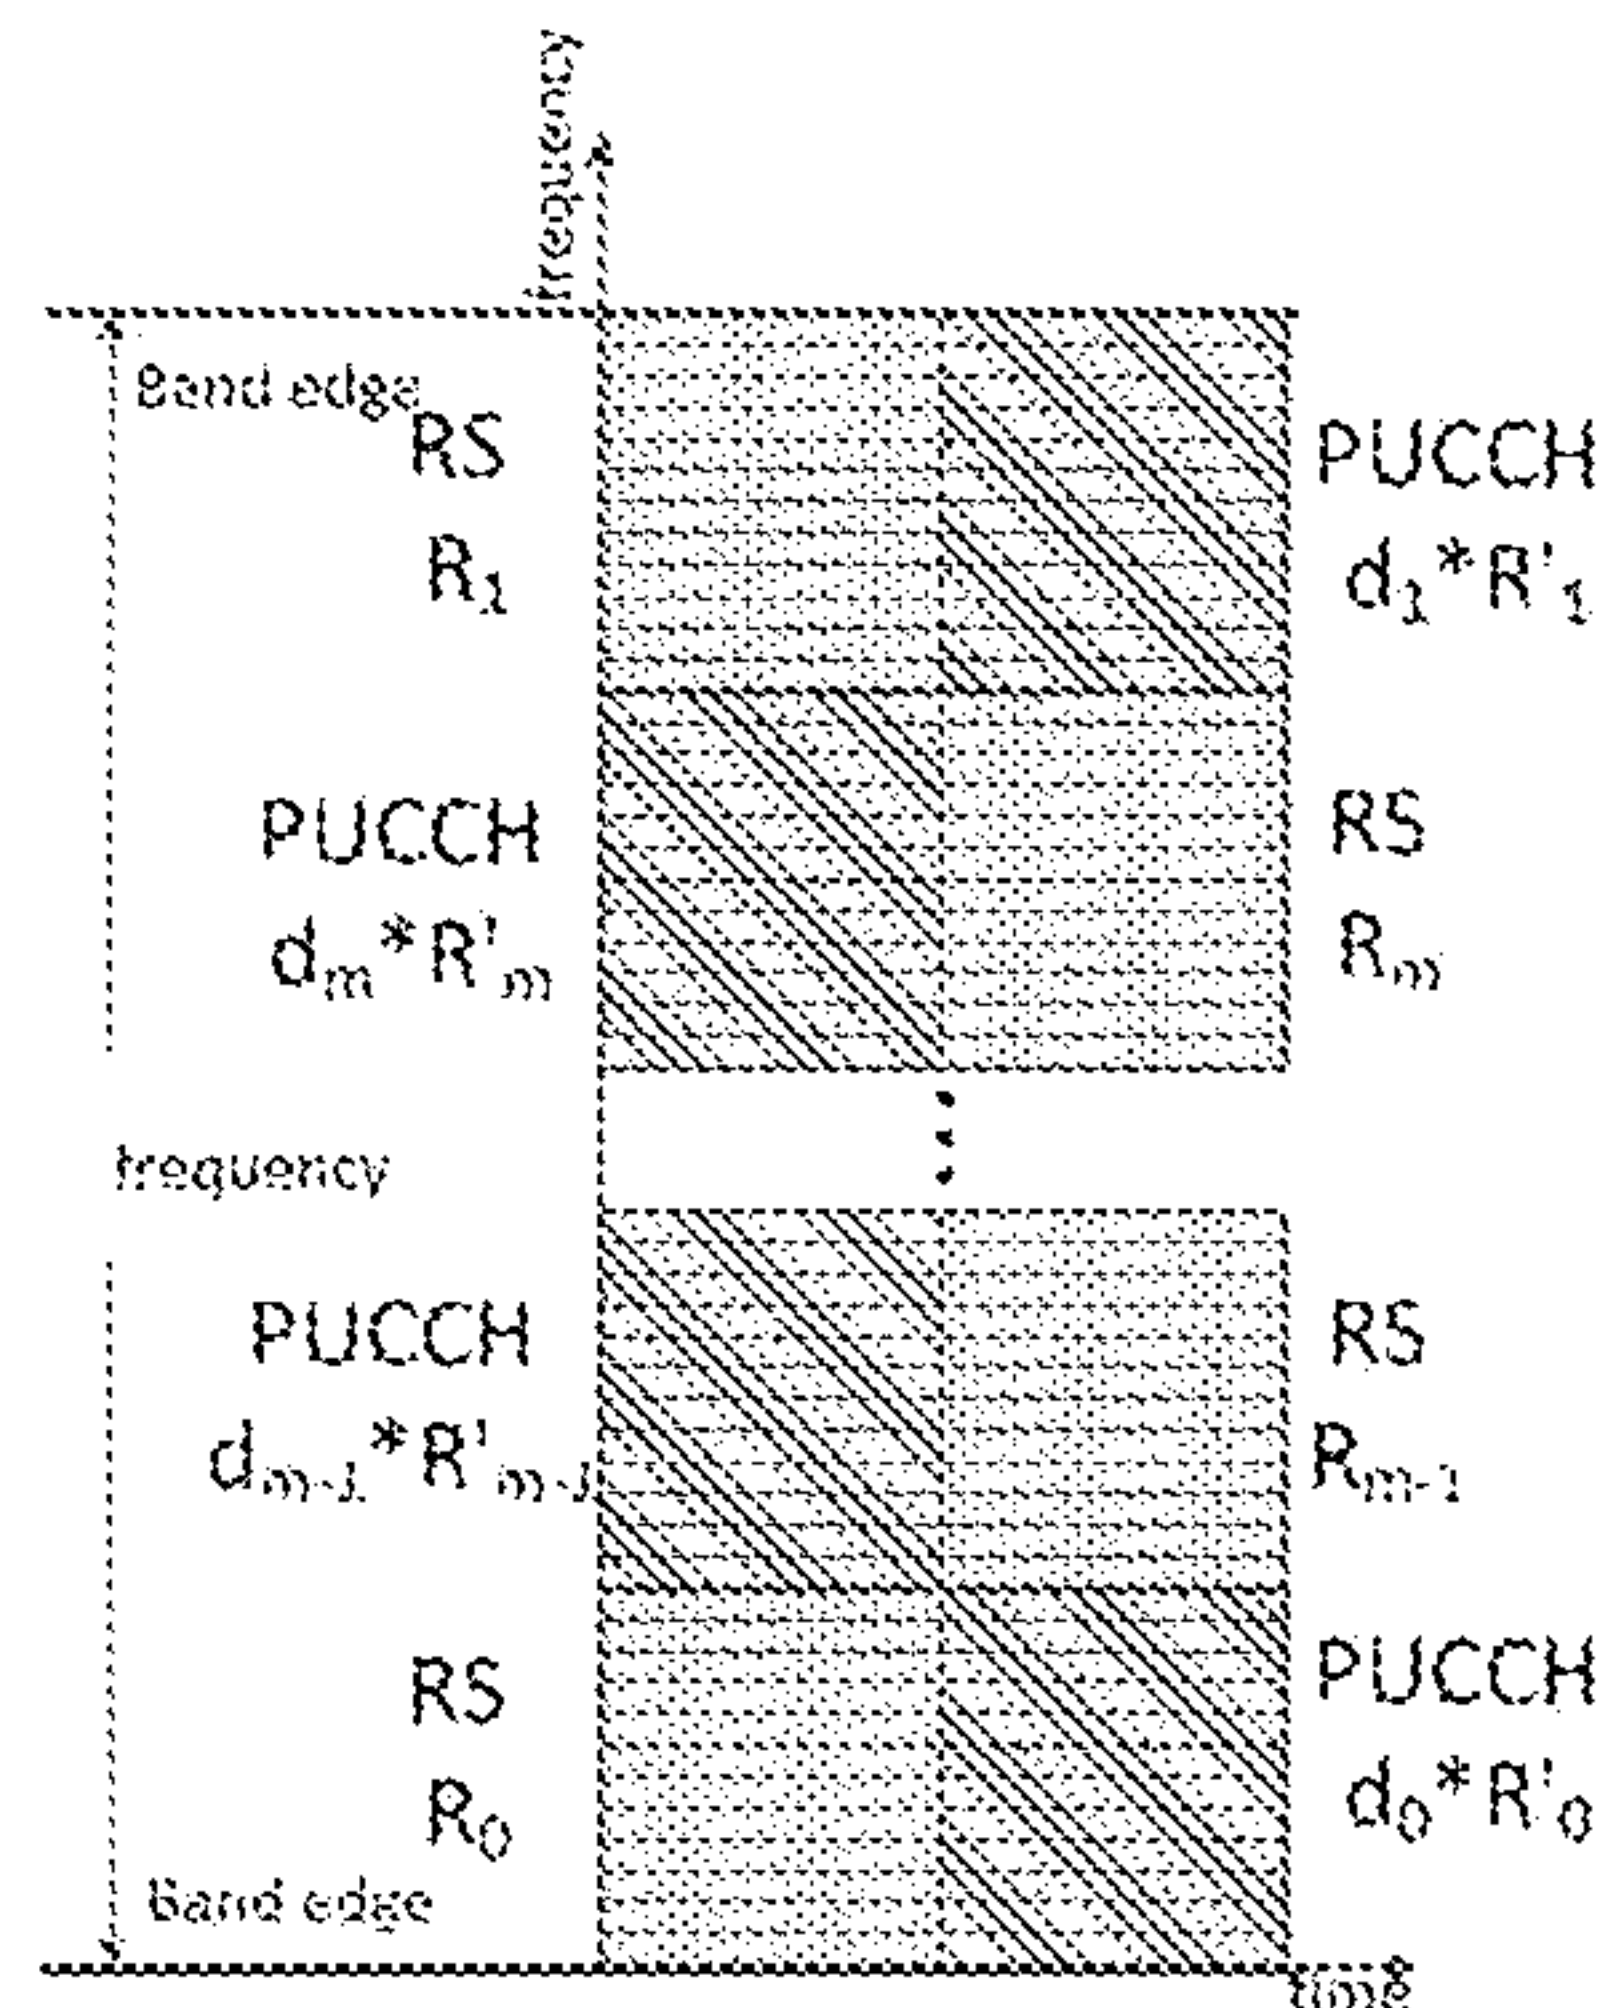 frequency
Band edge
RS
R₁
PUCCH
d₁*R'₁
PUCCH
dₘ*R'ₘ
RS
Rₘ
frequency
PUCCH
dₘ₋₁*R'ₘ₋₁
RS
Rₘ₋₁
RS
R₀
PUCCH
d₀*R'₀
Band edge
time